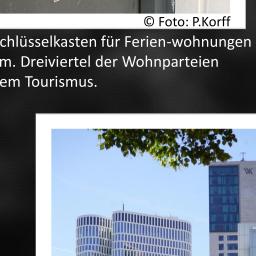 © Foto: P.Korff
chlüsselkasten für Ferien-wohnungen
m. Dreiviertel der Wohnparteien
em Tourismus.